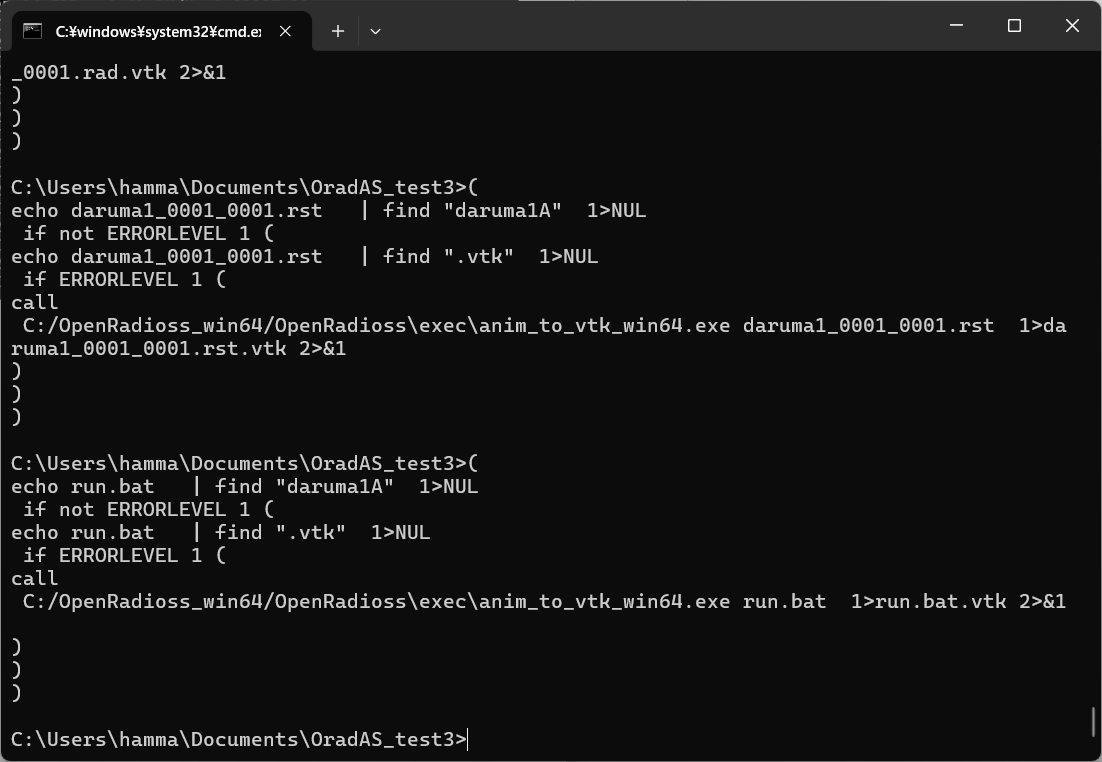 C:¥windows¥system32¥cmd.e
_0001.rad.vtk 2>&1
)
)
)
C:\Users\hamma\Documents\OradAS_test3>(
echo daruma1_0001_0001.rst   | find "daruma1A"  1>NUL
 if not ERRORLEVEL 1 (
echo daruma1_0001_0001.rst   | find ".vtk"  1>NUL
 if ERRORLEVEL 1 (
call
 C:/OpenRadioss_win64/OpenRadioss\exec\anim_to_vtk_win64.exe daruma1_0001_0001.rst  1>da
ruma1_0001_0001.rst.vtk 2>&1
)
)
)
C:\Users\hamma\Documents\OradAS_test3>(
echo run.bat   | find "daruma1A"  1>NUL
 if not ERRORLEVEL 1 (
echo run.bat   | find ".vtk"  1>NUL
 if ERRORLEVEL 1 (
call
 C:/OpenRadioss_win64/OpenRadioss\exec\anim_to_vtk_win64.exe run.bat  1>run.bat.vtk 2>&1
)
)
)
C:\Users\hamma\Documents\OradAS_test3>